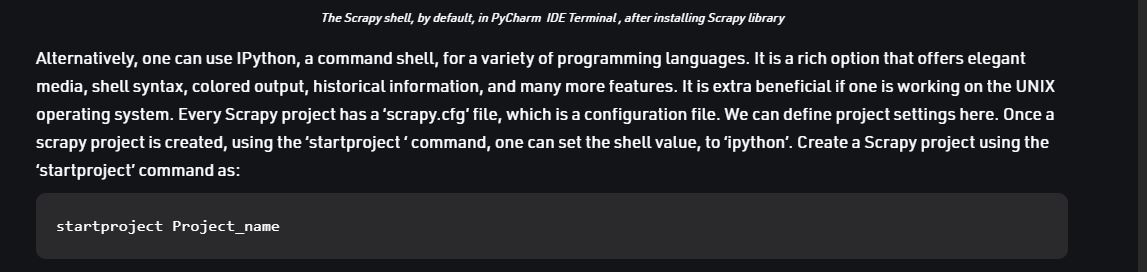 The Scrapy shell, by default, in PyCharm IDE Terminal , after installing Scrapy library
Alternatively, one can use IPython, a command shell, for a variety of programming languages. It is a rich option that offers elegant
media, shell syntax, colored output, historical information, and many more features. It is extra beneficial if one is working on the UNIX
operating system. Every Scrapy project has a ‘scrapy.cfg’ file, which is a configuration file. We can define project settings here. Once a
scrapy project is created, using the ‘startproject ‘ command, one can set the shell value, to ‘ipython’. Create a Scrapy project using the
‘startproject’ command as:
startproject Project_name